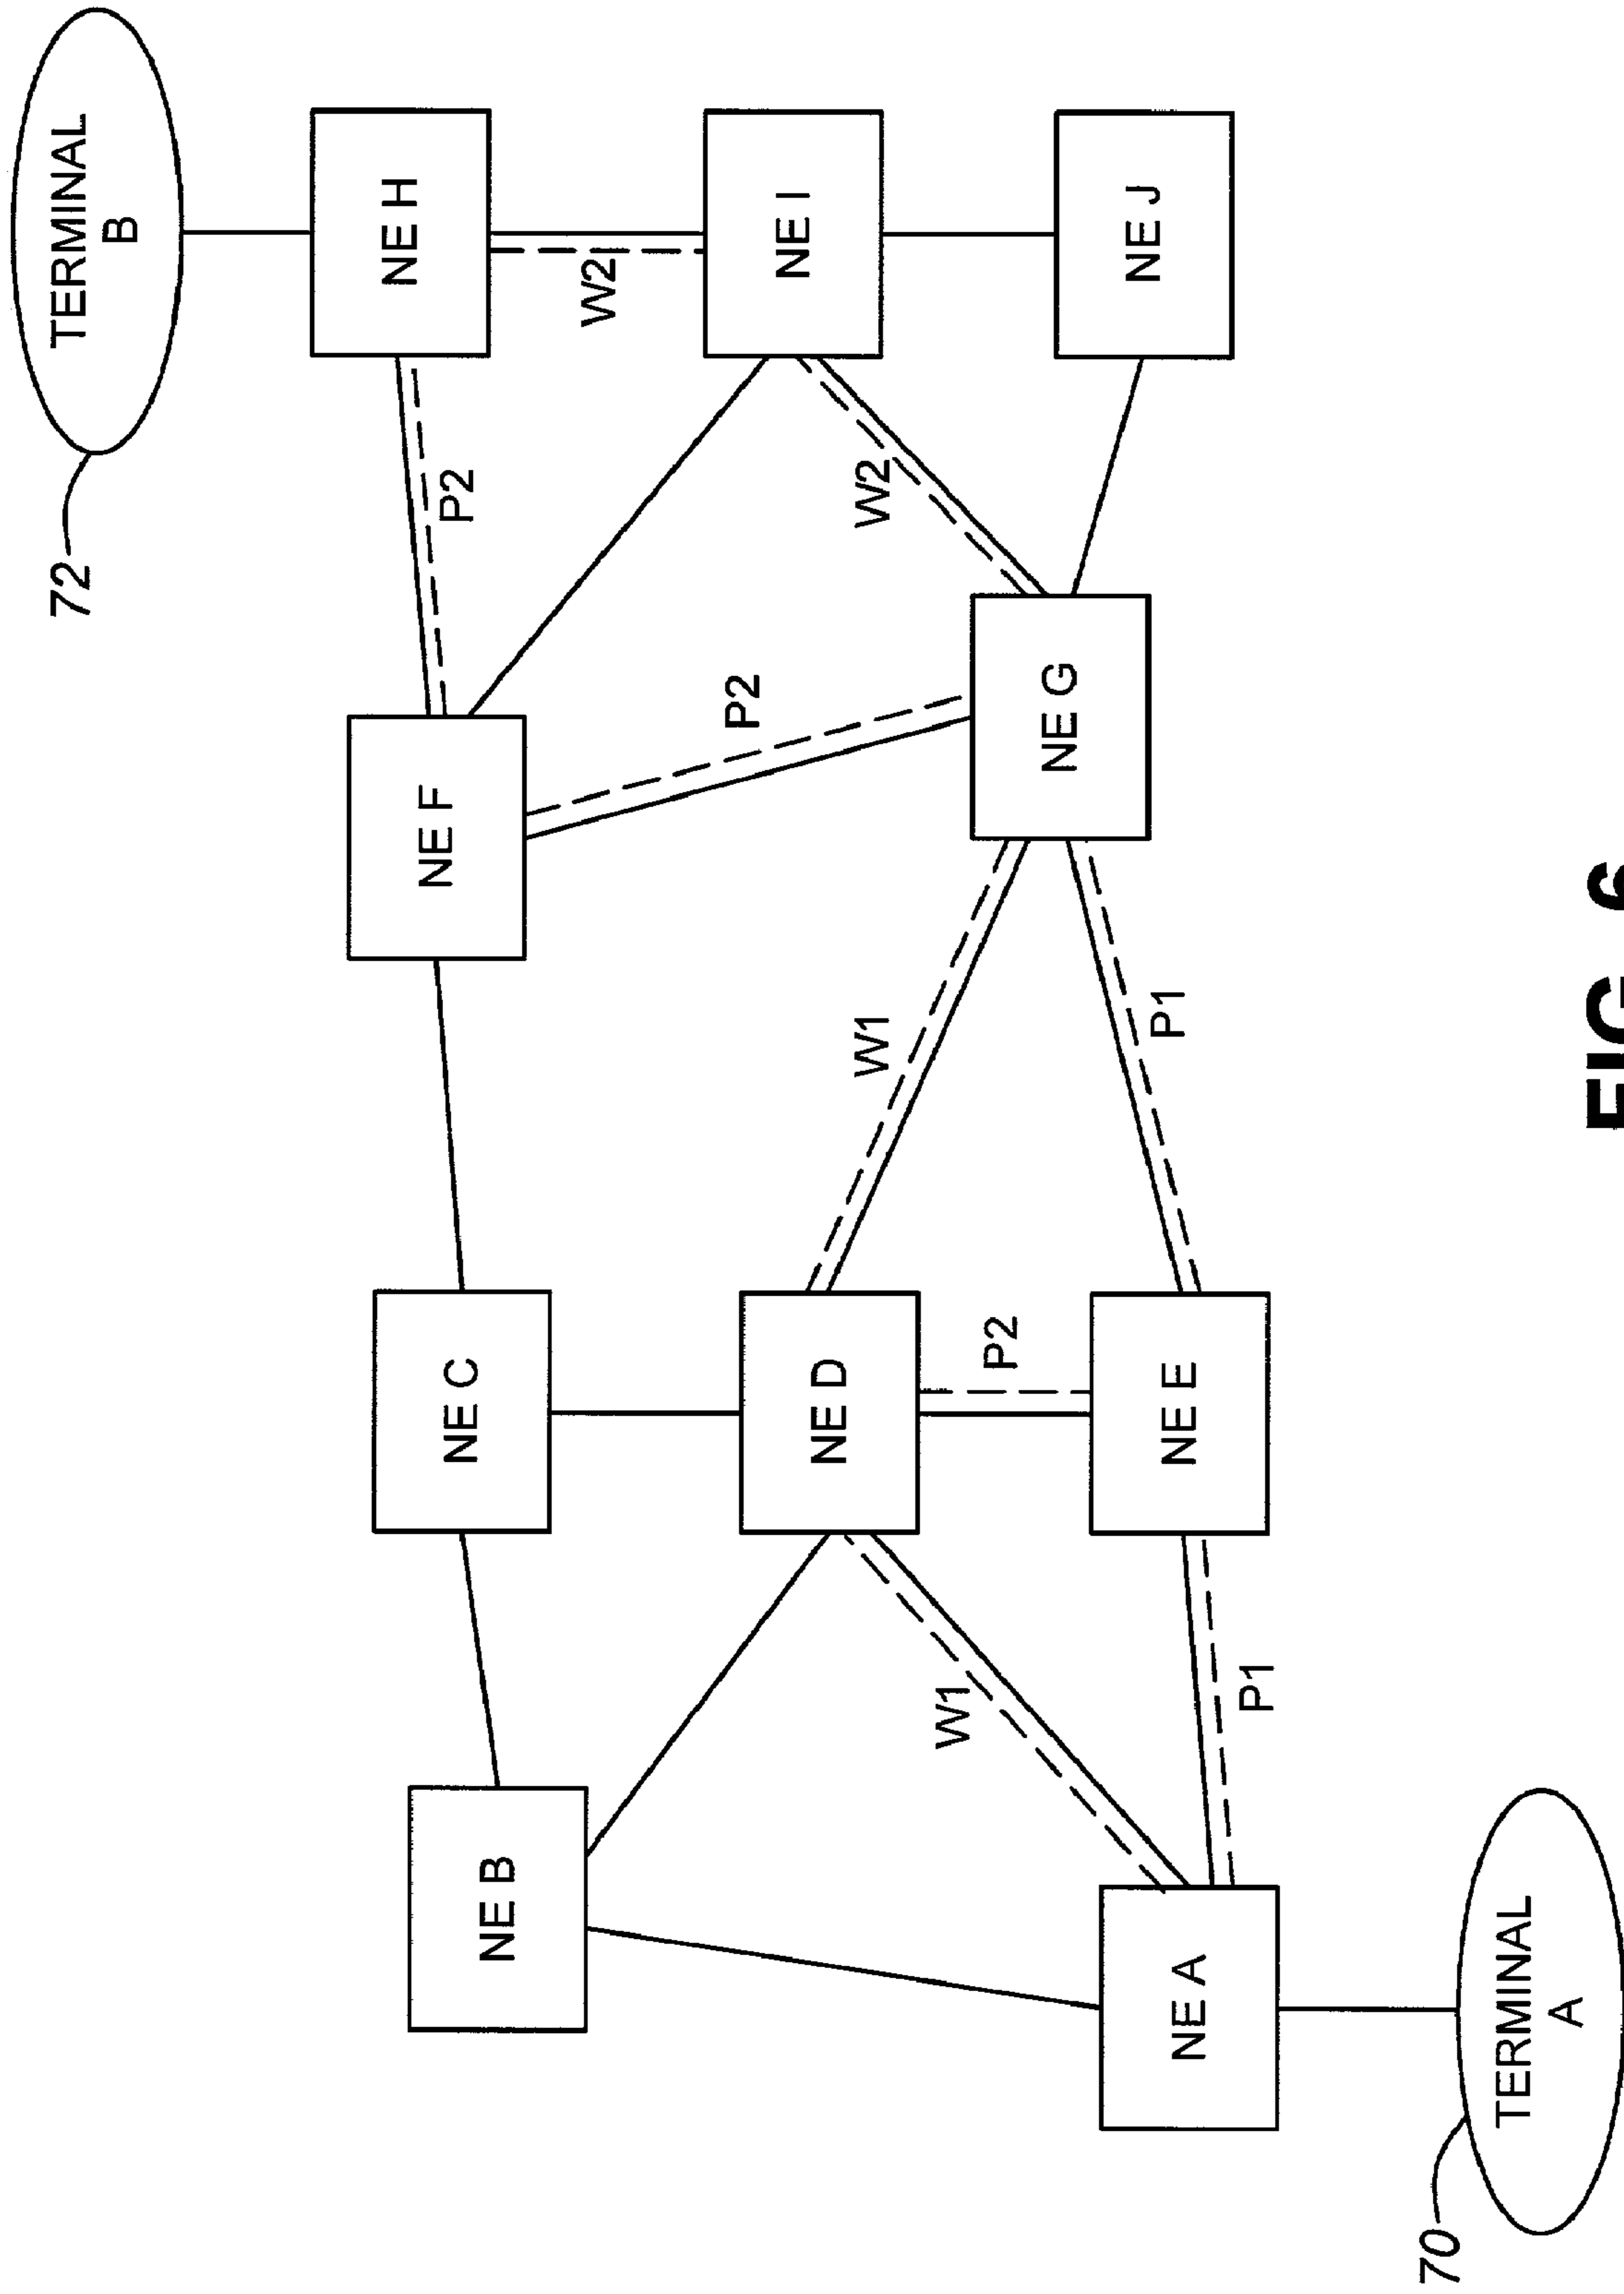 TERMINAL
B
72
NE H
NE I
NE J
W2
P2
W2
NE F
NE G
P2
W1
P1
NE C
NE D
NE E
P2
W1
P1
NE B
NE A
TERMINAL
A
70
FIG. 6